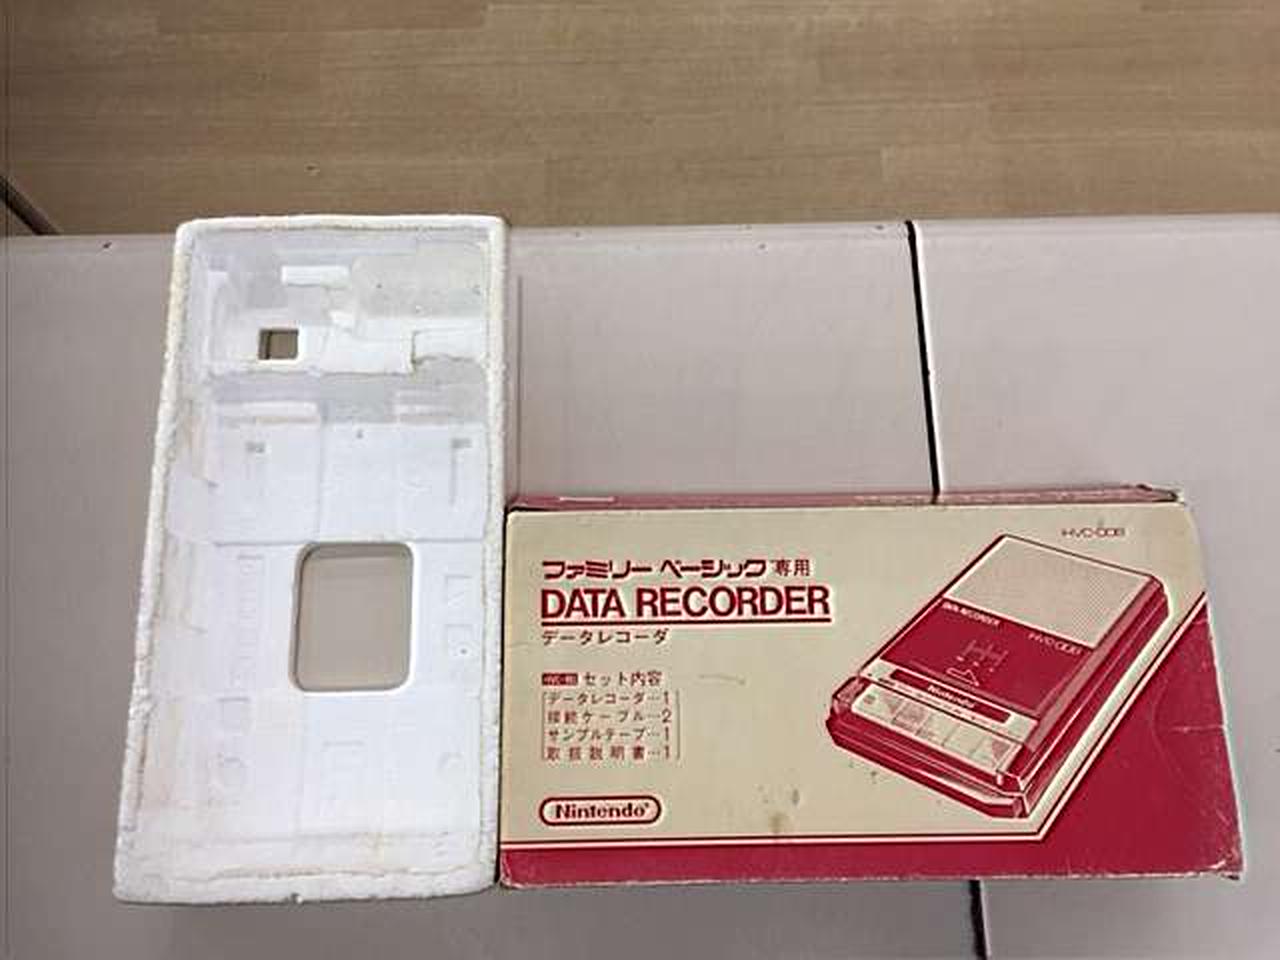 HVC-008
ファミリー ベーシック専用
DATA RECORDER
データレコーダ
セット内容
データレコーダ…1
接続ケーブル…2
サンプルテープ…1
取扱説明書…1
Nintendo
DATA RECORDER
HVC-008
Nintendo